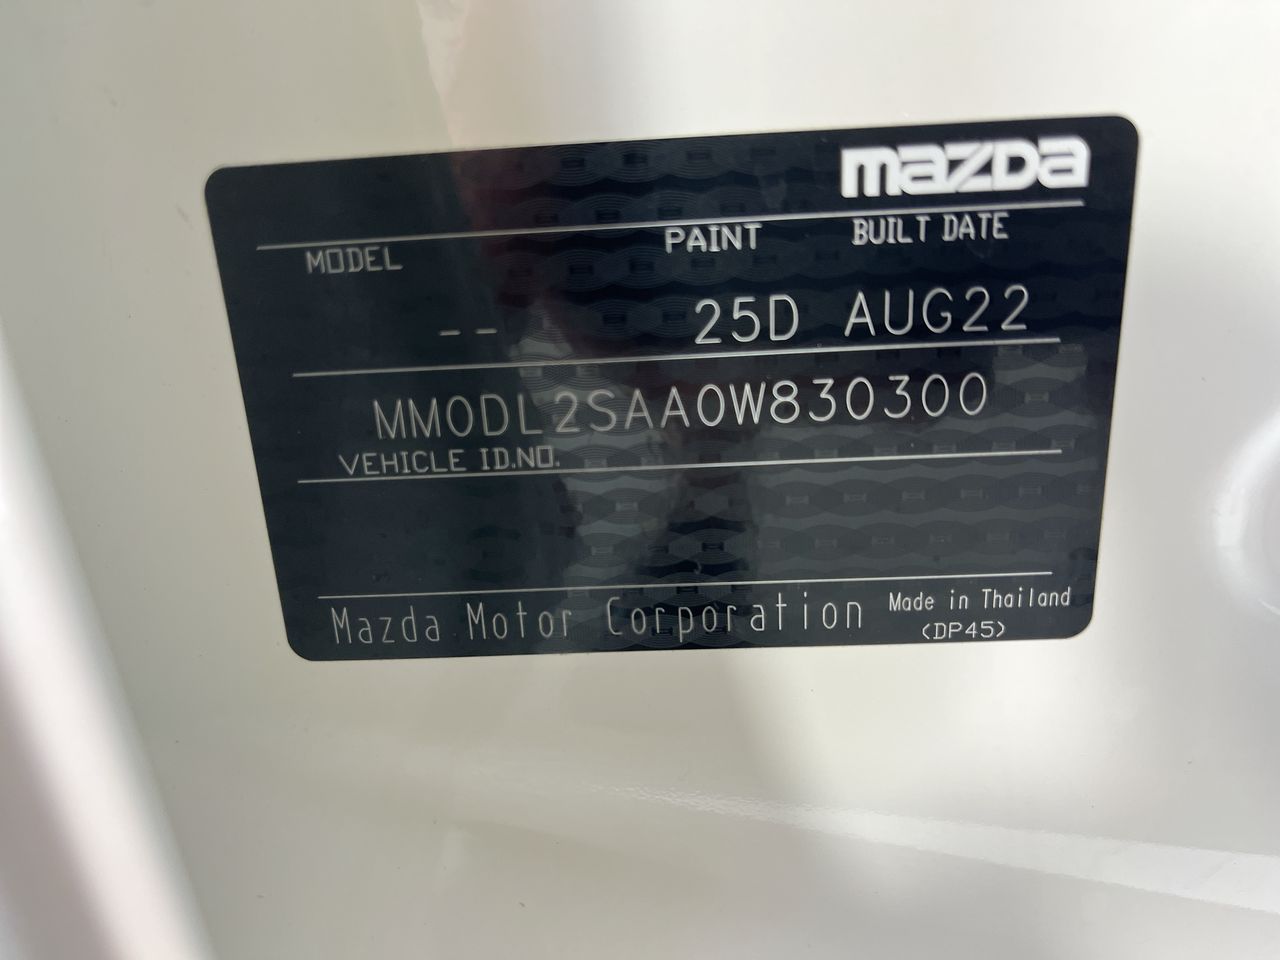 mazda
MODEL PAINT BUILT DATE
-- 25D AUG22
MM0DL2SAA0W830300
VEHICLE ID.NO.
Mazda Motor Corporation Made in Thailand
(DP45)